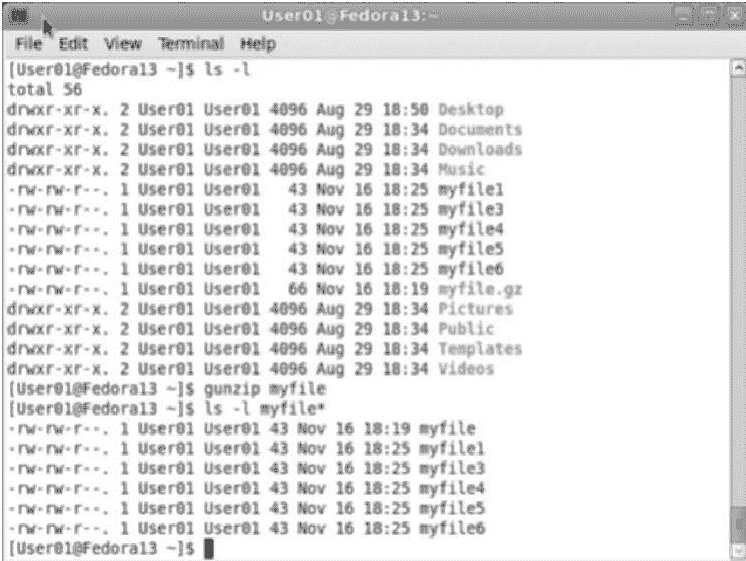 User01@Fedora13:~
File Edit View Terminal Help
[User01@Fedora13 ~]$ ls -l
total 56
drwxr-xr-x. 2 User01 User01 4096 Aug 29 18:50 Desktop
drwxr-xr-x. 2 User01 User01 4096 Aug 29 18:34 Documents
drwxr-xr-x. 2 User01 User01 4096 Aug 29 18:34 Downloads
drwxr-xr-x. 2 User01 User01 4096 Aug 29 18:34 Music
-rw-rw-r--. 1 User01 User01 43 Nov 16 18:25 myfile1
-rw-rw-r--. 1 User01 User01 43 Nov 16 18:25 myfile3
-rw-rw-r--. 1 User01 User01 43 Nov 16 18:25 myfile4
-rw-rw-r--. 1 User01 User01 43 Nov 16 18:25 myfile5
-rw-rw-r--. 1 User01 User01 43 Nov 16 18:25 myfile6
-rw-rw-r--. 1 User01 User01 66 Nov 16 18:19 myfile.gz
drwxr-xr-x. 2 User01 User01 4096 Aug 29 18:34 Pictures
drwxr-xr-x. 2 User01 User01 4096 Aug 29 18:34 Public
drwxr-xr-x. 2 User01 User01 4096 Aug 29 18:34 Templates
drwxr-xr-x. 2 User01 User01 4096 Aug 29 18:34 Videos
[User01@Fedora13 ~]$ gunzip myfile
[User01@Fedora13 ~]$ ls -l myfile*
-rw-rw-r--. 1 User01 User01 43 Nov 16 18:19 myfile
-rw-rw-r--. 1 User01 User01 43 Nov 16 18:25 myfile1
-rw-rw-r--. 1 User01 User01 43 Nov 16 18:25 myfile3
-rw-rw-r--. 1 User01 User01 43 Nov 16 18:25 myfile4
-rw-rw-r--. 1 User01 User01 43 Nov 16 18:25 myfile5
-rw-rw-r--. 1 User01 User01 43 Nov 16 18:25 myfile6
[User01@Fedora13 ~]$